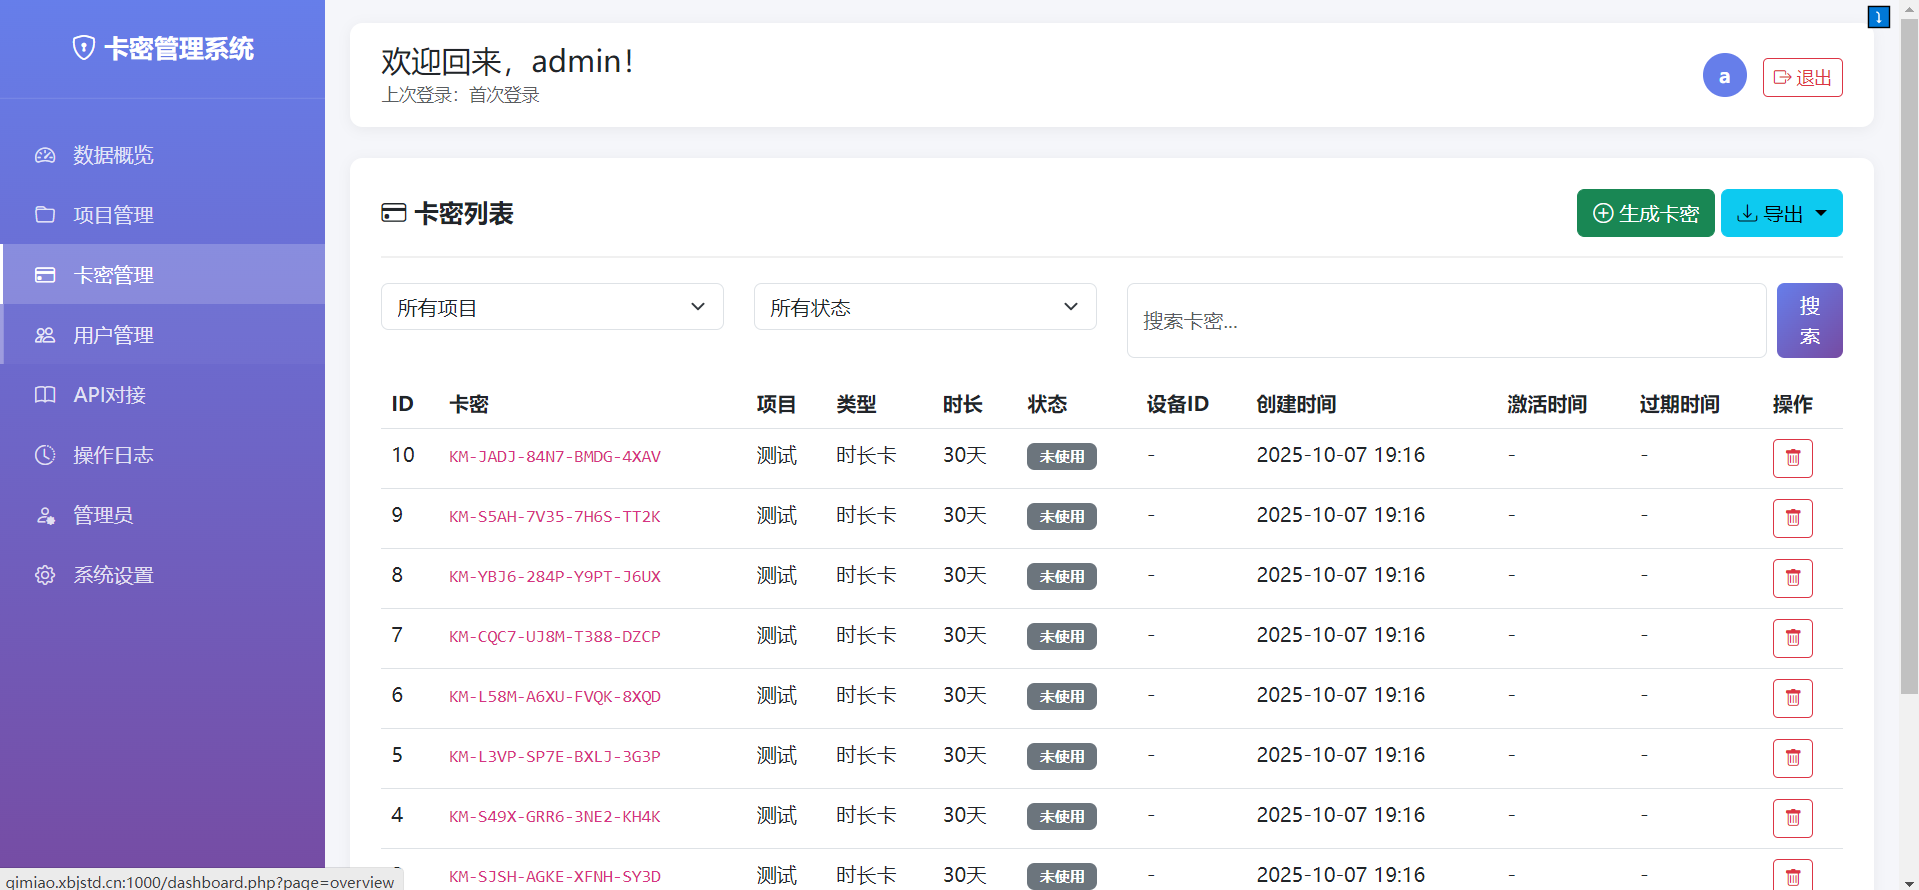 卡密管理系统
数据概览
项目管理
卡密管理
用户管理
API对接
操作日志
管理员
系统设置
欢迎回来，admin！
上次登录：首次登录
a
退出
卡密列表
生成卡密
导出
所有项目
所有状态
搜索卡密...
搜
索
ID 卡密 项目 类型 时长 状态 设备ID 创建时间 激活时间 过期时间 操作
10 KM-JADJ-84N7-BMDG-4XAV 测试 时长卡 30天 未使用 - 2025-10-07 19:16 - -
9 KM-S5AH-7V35-7H6S-TT2K 测试 时长卡 30天 未使用 - 2025-10-07 19:16 - -
8 KM-YBJ6-284P-Y9PT-J6UX 测试 时长卡 30天 未使用 - 2025-10-07 19:16 - -
7 KM-CQC7-UJ8M-T388-DZCP 测试 时长卡 30天 未使用 - 2025-10-07 19:16 - -
6 KM-L58M-A6XU-FVQK-8XQD 测试 时长卡 30天 未使用 - 2025-10-07 19:16 - -
5 KM-L3VP-SP7E-BXLJ-3G3P 测试 时长卡 30天 未使用 - 2025-10-07 19:16 - -
4 KM-S49X-GRR6-3NE2-KH4K 测试 时长卡 30天 未使用 - 2025-10-07 19:16 - -
KM-SJSH-AGKE-XFNH-SY3D 测试 时长卡 30天 未使用 - 2025-10-07 19:16 - -
qimiao.xbjstd.cn:1000/dashboard.php?page=overview